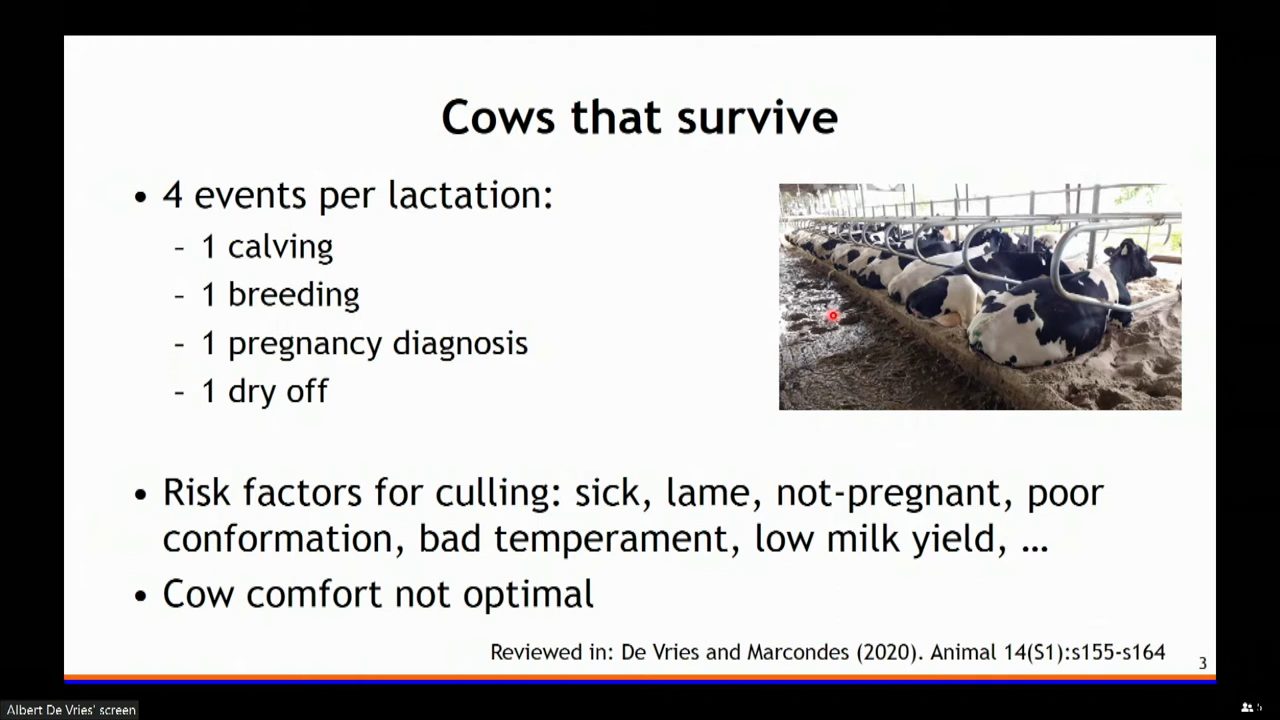 Cows that survive
• 4 events per lactation:
– 1 calving
– 1 breeding
– 1 pregnancy diagnosis
– 1 dry off
• Risk factors for culling: sick, lame, not-pregnant, poor
conformation, bad temperament, low milk yield, …
• Cow comfort not optimal
Reviewed in: De Vries and Marcondes (2020). Animal 14(S1):s155-s164
3
Albert De Vries' screen